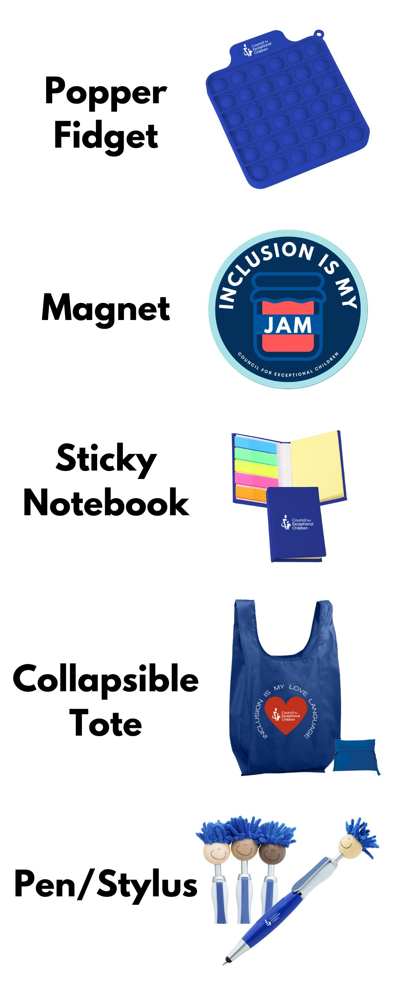 Popper
Fidget
Council for
Exceptional
Children
Magnet
INCLUSION IS MY
JAM
COUNCIL FOR EXCEPTIONAL CHILDREN
Sticky
Notebook
Council for
Exceptional
Children
Collapsible
Tote
INCLUSION IS MY LOVE LANGUAGE
Council for
Exceptional
Children
Pen/Stylus
Council for
Exceptional
Children